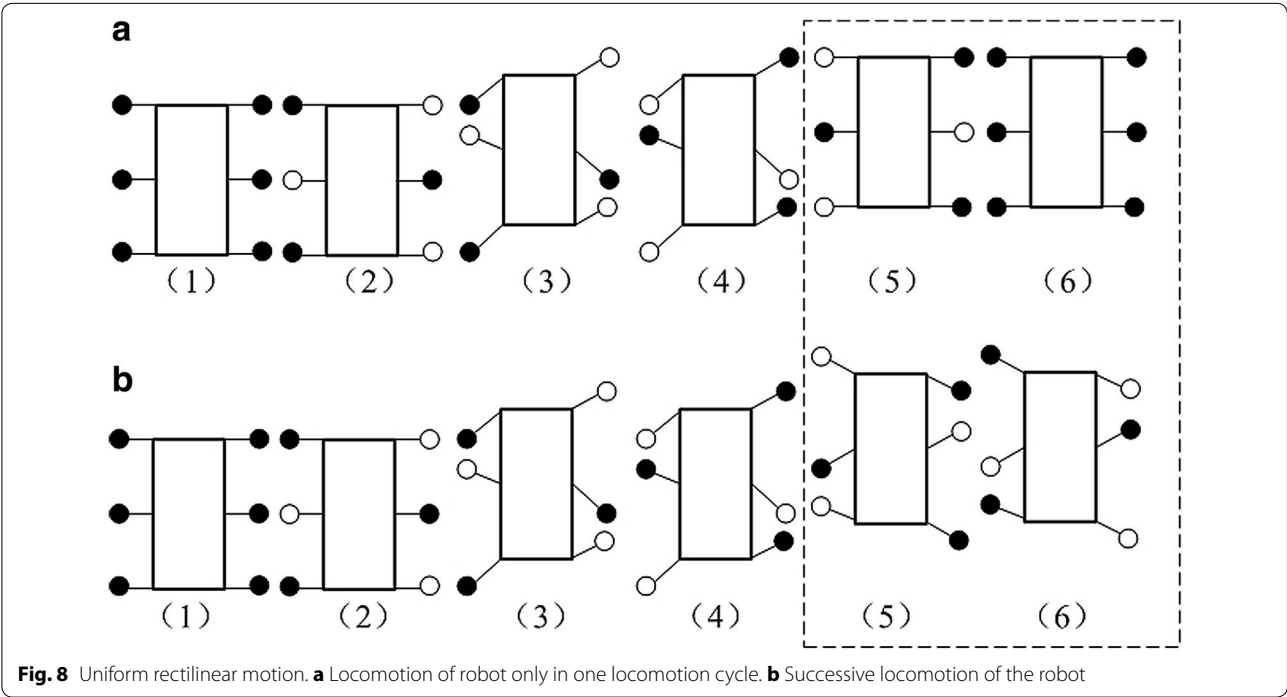 a
（1） （2） （3） （4） （5） （6）
b
（1） （2） （3） （4） （5） （6）
Fig. 8 Uniform rectilinear motion. a Locomotion of robot only in one locomotion cycle. b Successive locomotion of the robot